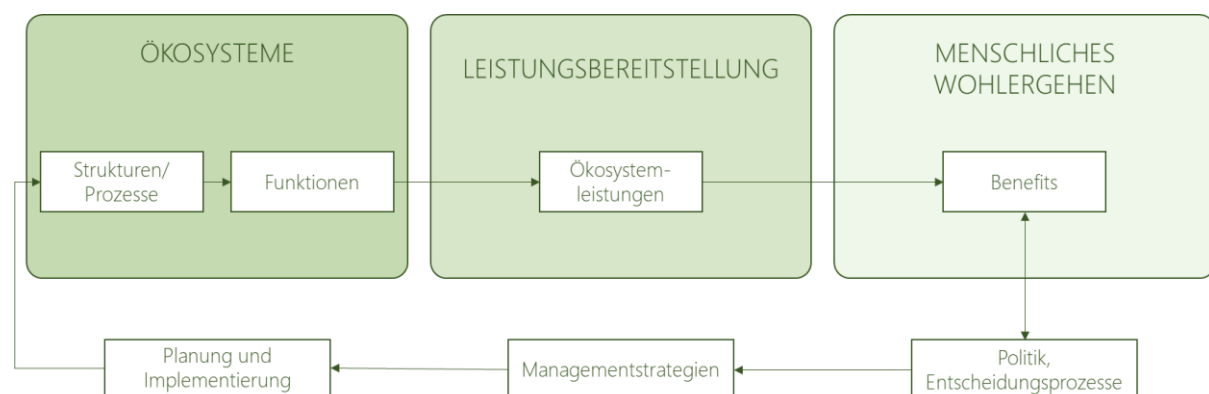 ÖKOSYSTEME
LEISTUNGSBEREITSTELLUNG
MENSCHLICHES
WOHLERGEHEN
Strukturen/
Prozesse
Funktionen
Ökosystem-
leistungen
Benefits
Planung und
Implementierung
Managementstrategien
Politik,
Entscheidungsprozesse